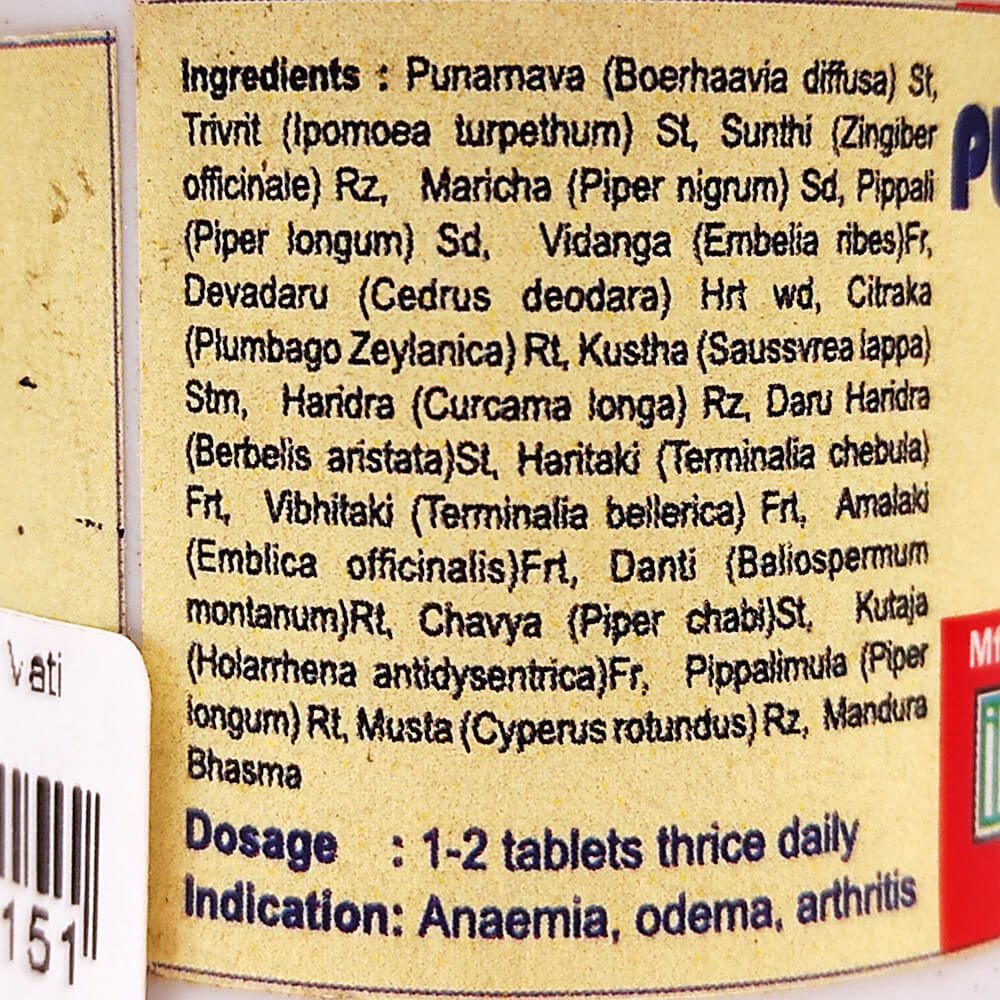 Ingredients : Punarnava (Boerhaavia diffusa) St,
Trivrit (Ipomoea turpethum) St, Sunthi (Zingiber
officinale) Rz, Maricha (Piper nigrum) Sd, Pippali
(Piper longum) Sd, Vidanga (Embelia ribes)Fr,
Devadaru (Cedrus deodara) Hrt wd, Citraka
(Plumbago Zeylanica) Rt, Kustha (Saussvrea lappa)
Stm, Haridra (Curcama longa) Rz, Daru Haridra
(Berbelis aristata)St, Haritaki (Terminalia chebula)
Frt, Vibhitaki (Terminalia bellerica) Frt, Amalaki
(Emblica officinalis)Frt, Danti (Baliospermum
montanum)Rt, Chavya (Piper chabi)St, Kutaja
(Holarrhena antidysentrica)Fr, Pippalimula (Piper
longum) Rt, Musta (Cyperus rotundus) Rz, Mandura
Bhasma
Dosage : 1-2 tablets thrice daily
Indication: Anaemia, odema, arthritis
Vati
151